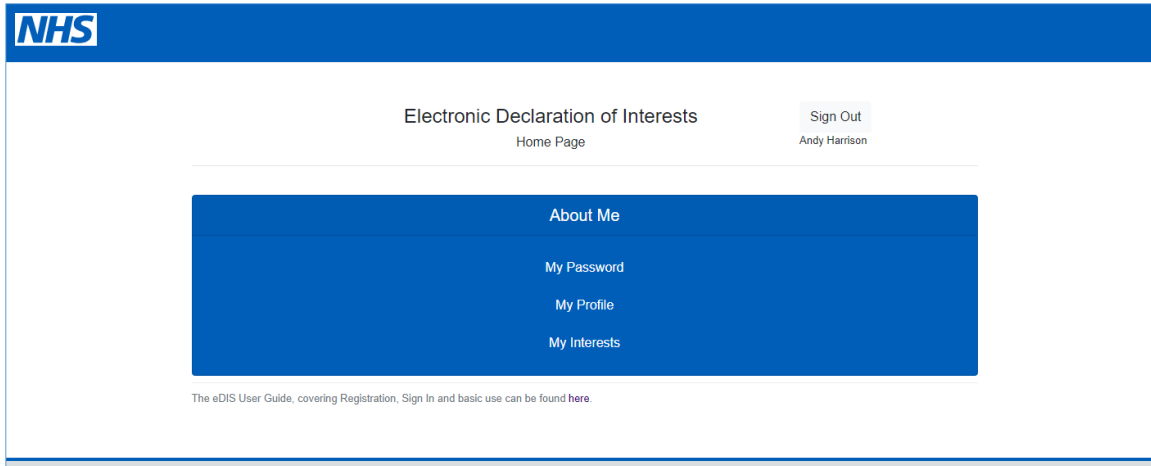 NHS
Electronic Declaration of Interests
Sign Out
Home Page
Andy Harrison
About Me
My Password
My Profile
My Interests
The eDIS User Guide, covering Registration, Sign In and basic use can be found here.